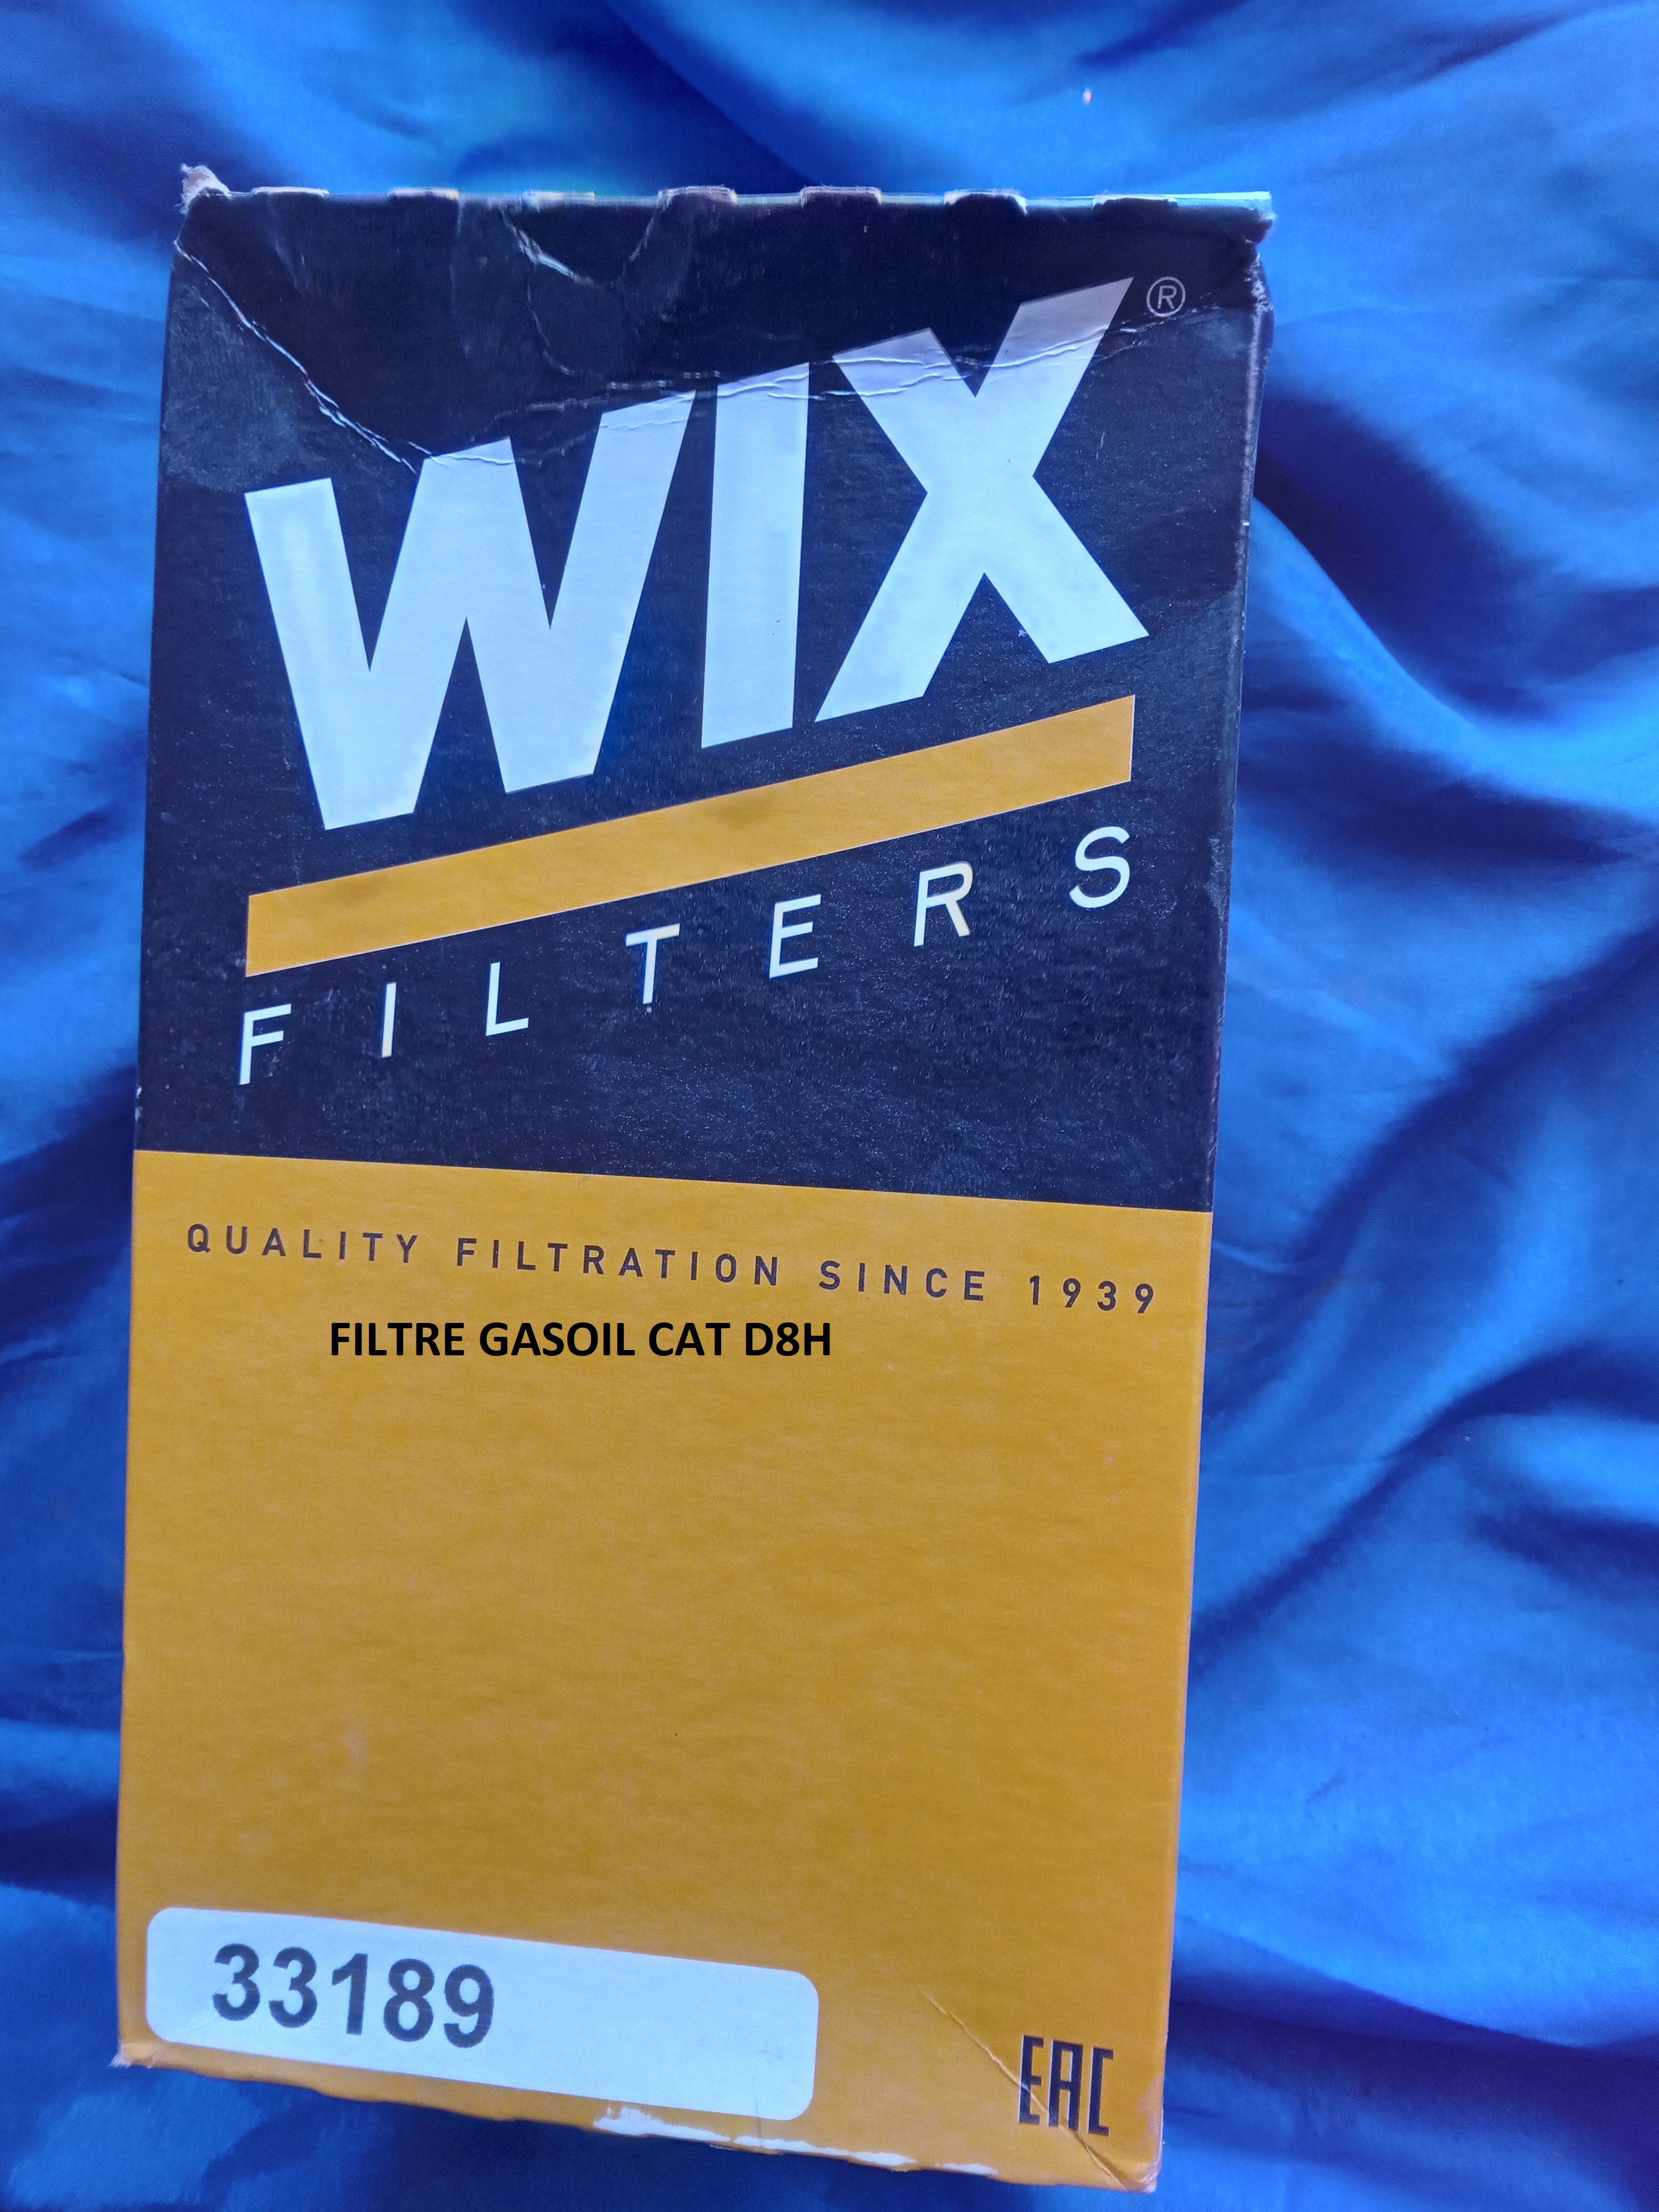 WIX®
FILTERS
QUALITY FILTRATION SINCE 1939
FILTRE GASOIL CAT D8H
33189
EAC